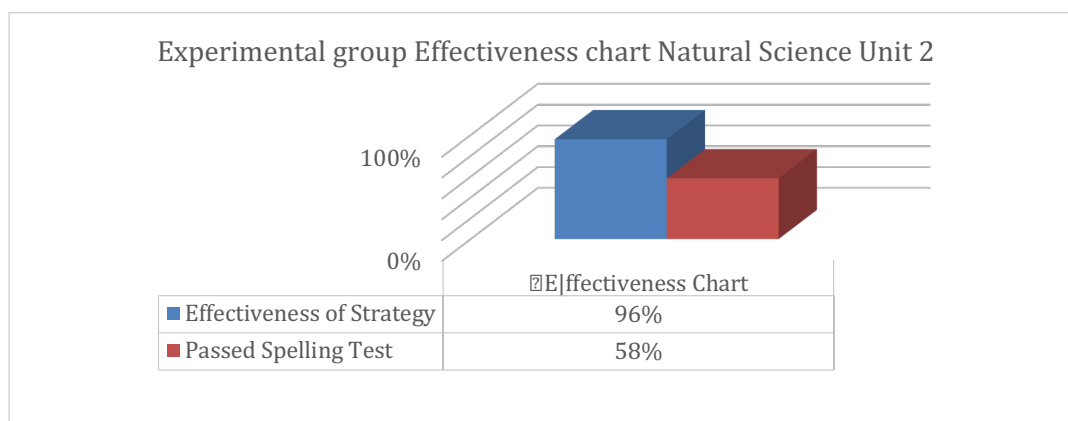 Experimental group Effectiveness chart Natural Science Unit 2
100%
0%
⍰E|ffectiveness Chart
Effectiveness of Strategy 96%
Passed Spelling Test 58%